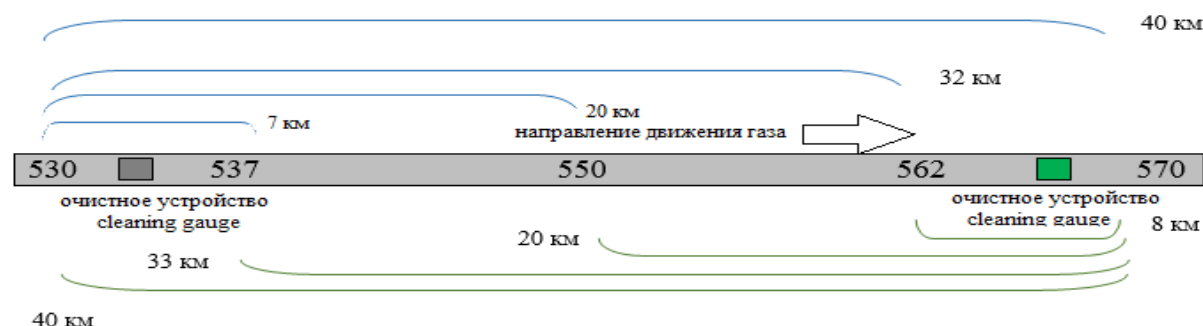 40 км
32 км
20 км
7 км
направление движения газа
530 537 550 562 570
очистное устройство
cleaning gauge
очистное устройство
cleaning gauge
8 км
20 км
33 км
40 км